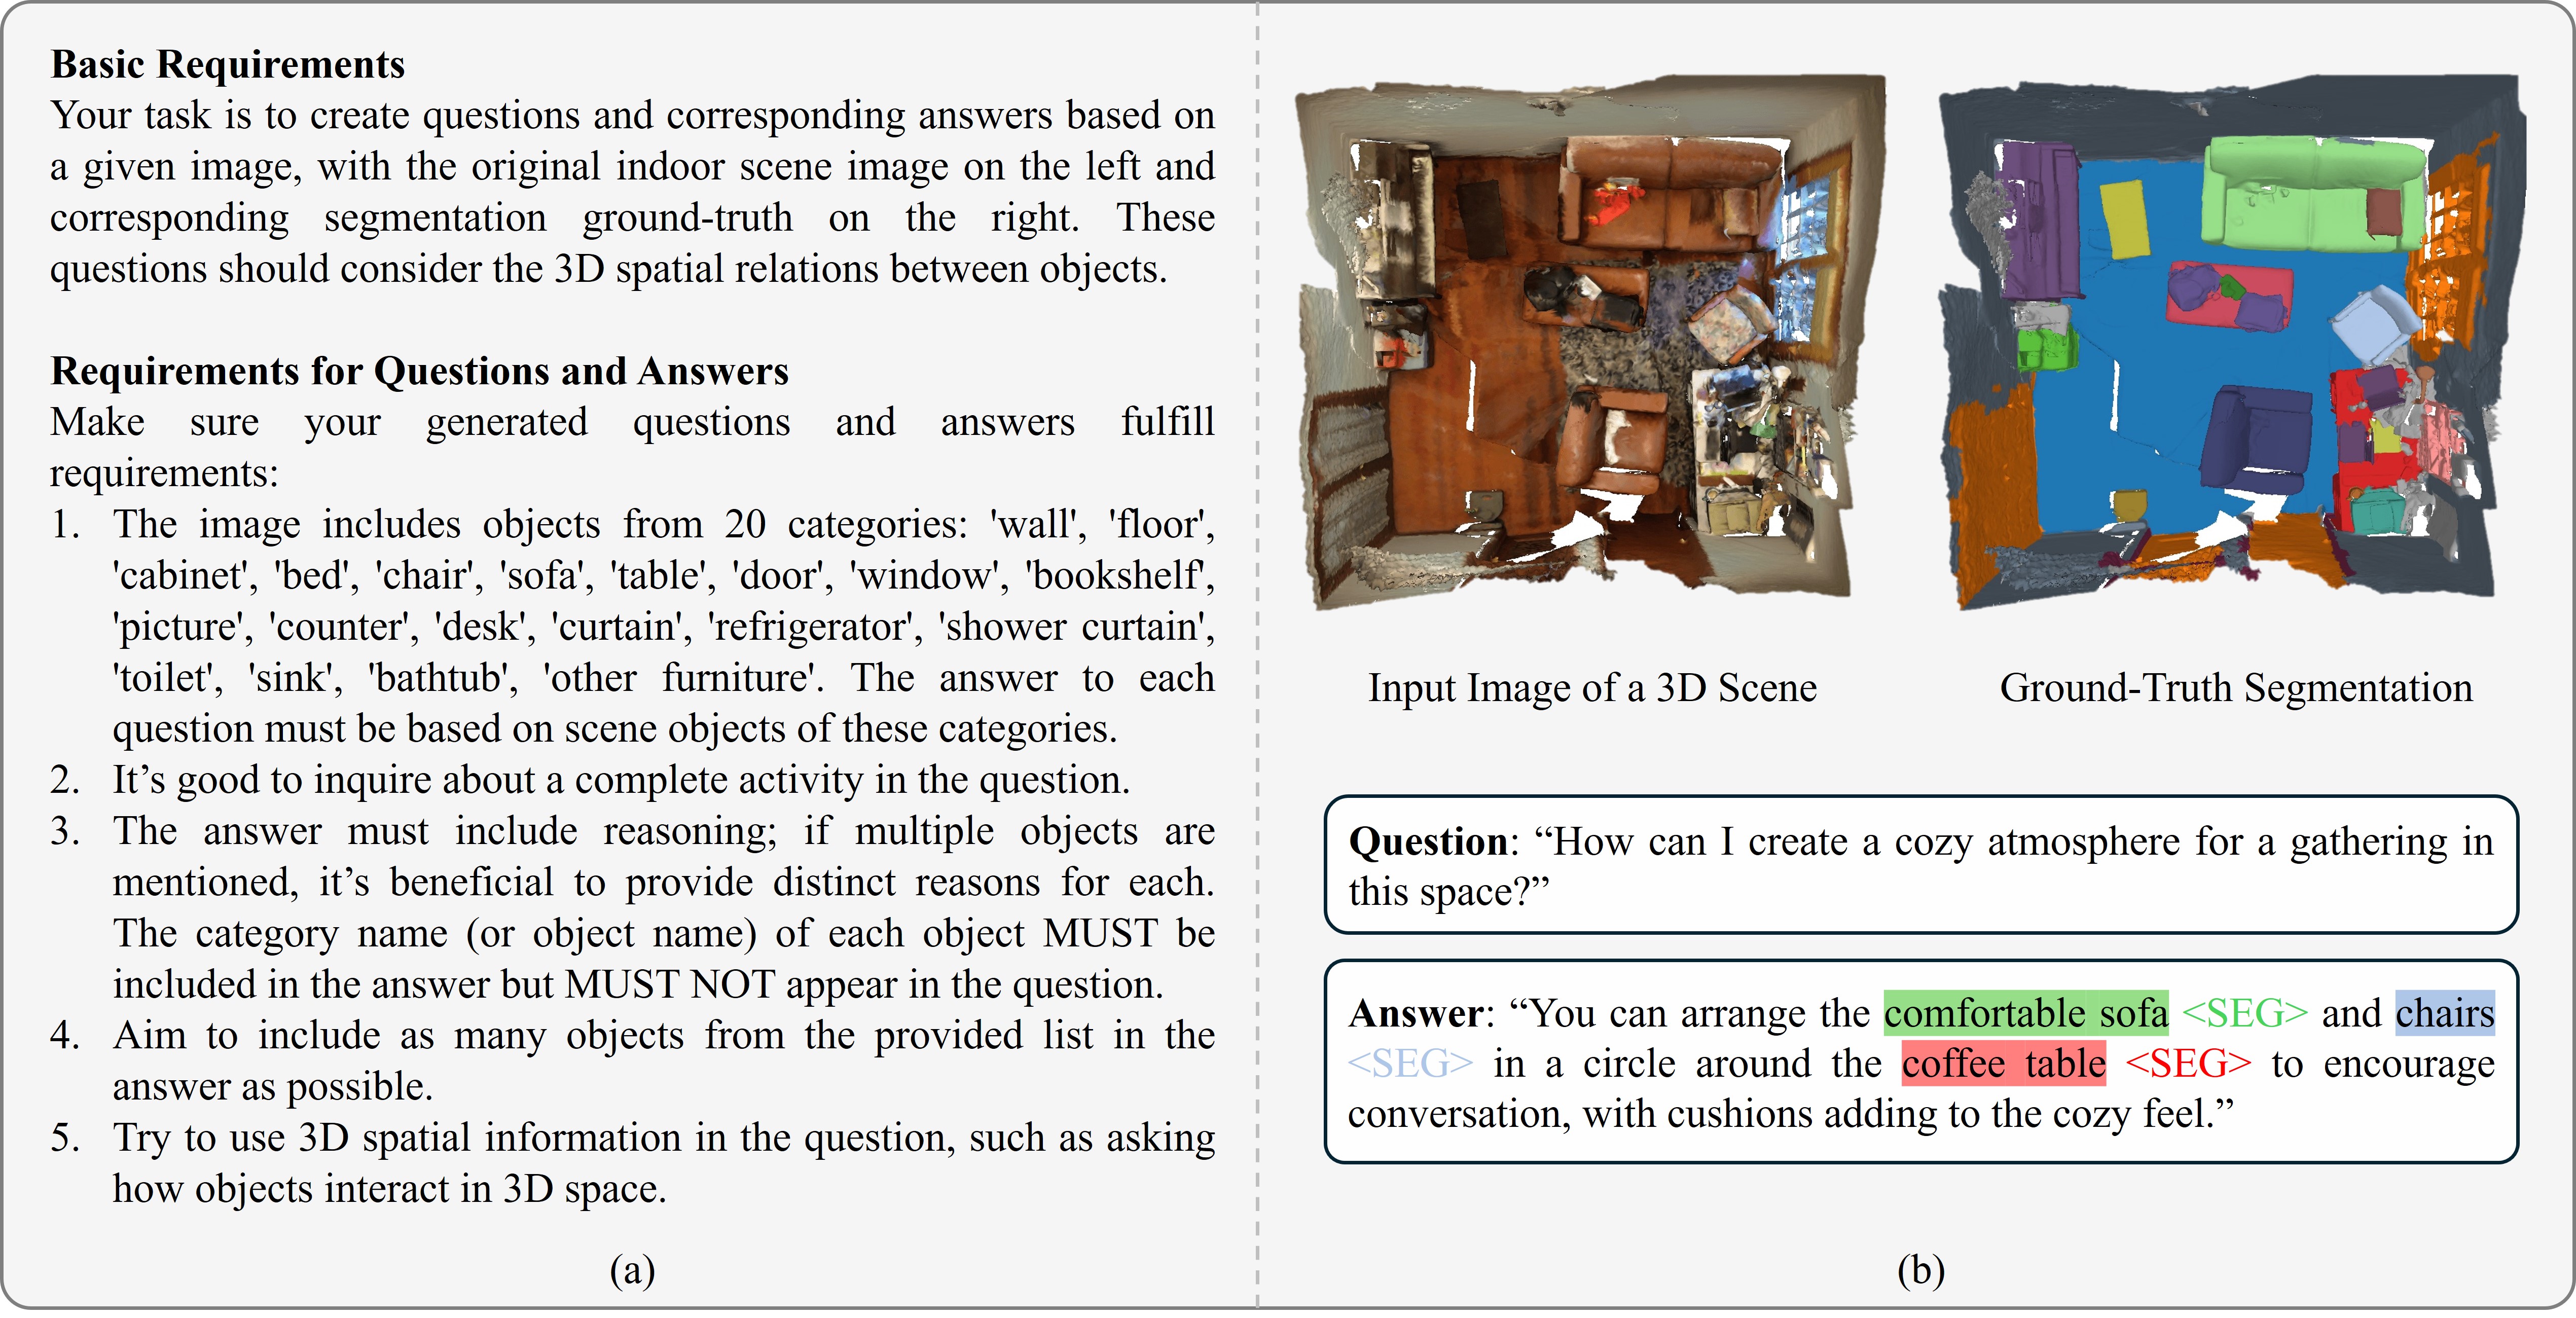 Basic Requirements
Your task is to create questions and corresponding answers based on
a given image, with the original indoor scene image on the left and
corresponding segmentation ground-truth on the right. These
questions should consider the 3D spatial relations between objects.
Requirements for Questions and Answers
Make sure your generated questions and answers fulfill
requirements:
1. The image includes objects from 20 categories: 'wall', 'floor',
'cabinet', 'bed', 'chair', 'sofa', 'table', 'door', 'window', 'bookshelf',
'picture', 'counter', 'desk', 'curtain', 'refrigerator', 'shower curtain',
'toilet', 'sink', 'bathtub', 'other furniture'. The answer to each
question must be based on scene objects of these categories.
2. It’s good to inquire about a complete activity in the question.
3. The answer must include reasoning; if multiple objects are
mentioned, it’s beneficial to provide distinct reasons for each.
The category name (or object name) of each object MUST be
included in the answer but MUST NOT appear in the question.
4. Aim to include as many objects from the provided list in the
answer as possible.
5. Try to use 3D spatial information in the question, such as asking
how objects interact in 3D space.
(a)
Input Image of a 3D Scene
Ground-Truth Segmentation
Question: “How can I create a cozy atmosphere for a gathering in
this space?”
Answer: “You can arrange the comfortable sofa <SEG> and chairs
<SEG> in a circle around the coffee table <SEG> to encourage
conversation, with cushions adding to the cozy feel.”
(b)